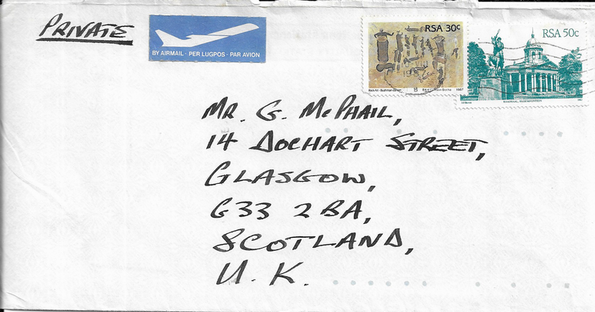 PRIVATE
BY AIRMAIL · PER LUGPOS · PAR AVION
RSA 30c
RSA 50c
MR. G. MCPHAIL,
14 DOCHART STREET,
GLASGOW,
G33 2BA,
SCOTLAND,
U.K.